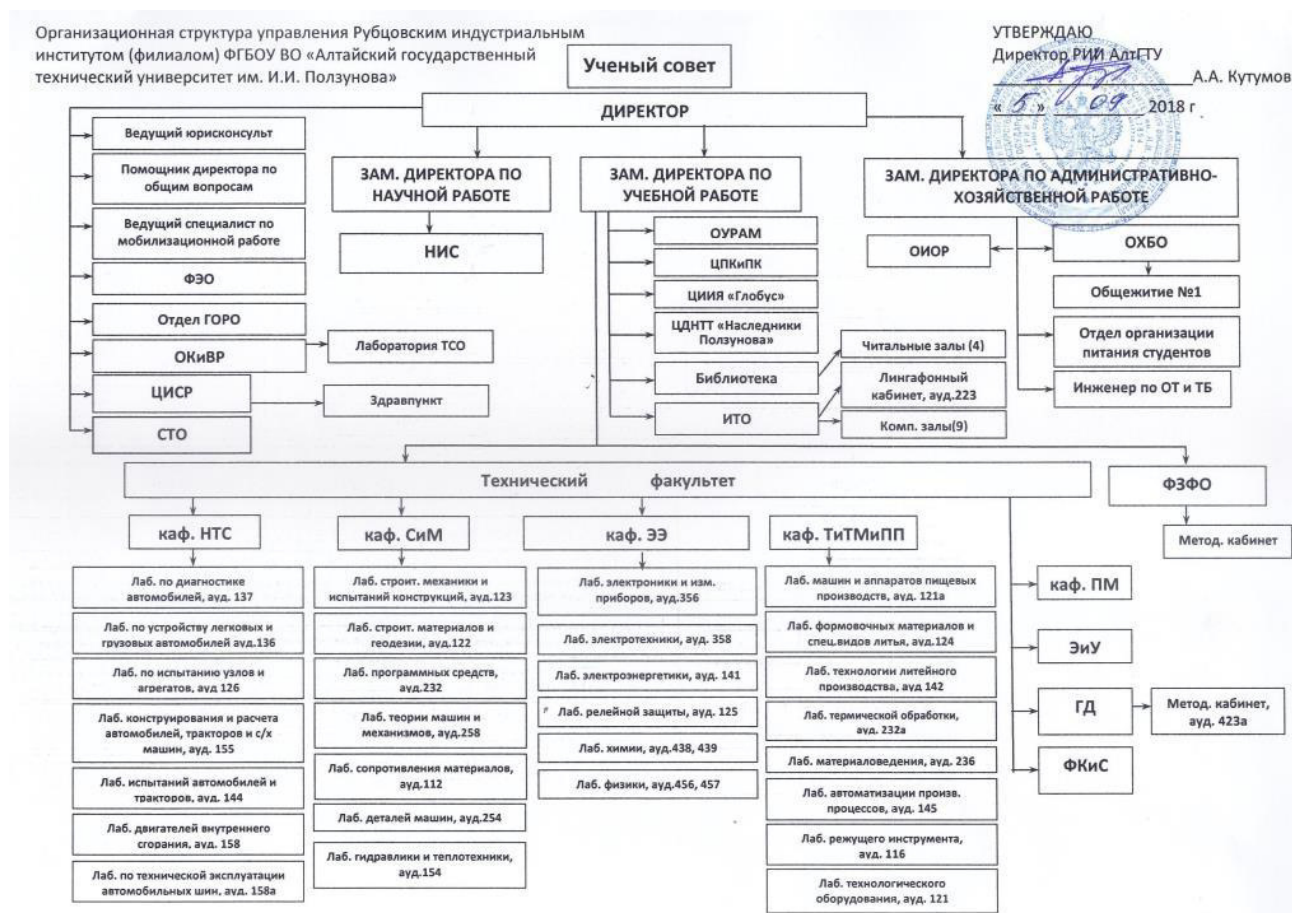 Организационная структура управления Рубцовским индустриальным
институтом (филиалом) ФГБОУ ВО «Алтайский государственный
технический университет им. И.И. Ползунова»
УТВЕРЖДАЮ
Директор РИИ АлтГТУ
А.А. Кутумов
« 5 » 09 2018 г
Ученый совет
ДИРЕКТОР
Ведущий юрисконсульт
Помощник директора по
общим вопросам
Ведущий специалист по
мобилизационной работе
ФЭО
Отдел ГОРО
ОКиВР
Лаборатория ТСО
ЦИСР
Здравпункт
СТО
ЗАМ. ДИРЕКТОРА ПО
НАУЧНОЙ РАБОТЕ
НИС
ЗАМ. ДИРЕКТОРА ПО
УЧЕБНОЙ РАБОТЕ
ОУРАМ
ЦПКиПК
ЦИИЯ «Глобус»
ЦДНТТ «Наследники
Ползунова»
Библиотека
ИТО
Читальные залы (4)
Лингафонный
кабинет, ауд.223
Комп. залы(9)
ЗАМ. ДИРЕКТОРА ПО АДМИНИСТРАТИВНО-
ХОЗЯЙСТВЕННОЙ РАБОТЕ
ОИОР
ОХБО
Общежитие №1
Отдел организации
питания студентов
Инженер по ОТ и ТБ
Технический факультет
ФЗФО
Метод. кабинет
каф. НТС
Лаб. по диагностике
автомобилей, ауд. 137
Лаб. по устройству легковых и
грузовых автомобилей ауд.136
Лаб. по испытанию узлов и
агрегатов, ауд 126
Лаб. конструирования и расчета
автомобилей, тракторов и с/х
машин, ауд. 155
Лаб. испытаний автомобилей и
тракторов, ауд. 144
Лаб. двигателей внутреннего
сгорания, ауд. 158
Лаб. по технической эксплуатации
автомобильных шин, ауд. 158а
каф. СиМ
Лаб. строит. механики и
испытаний конструкций, ауд.123
Лаб. строит. материалов и
геодезии, ауд.122
Лаб. программных средств,
ауд.232
Лаб. теории машин и
механизмов, ауд.258
Лаб. сопротивления материалов,
ауд.112
Лаб. деталей машин, ауд.254
Лаб. гидравлики и теплотехники,
ауд.154
каф. ЭЭ
Лаб. электроники и изм.
приборов, ауд.356
Лаб. электротехники, ауд. 358
Лаб. электроэнергетики, ауд. 141
Лаб. релейной защиты, ауд. 125
Лаб. химии, ауд.438, 439
Лаб. физики, ауд.456, 457
каф. ТиТМиПП
Лаб. машин и аппаратов пищевых
производств, ауд. 121а
Лаб. формовочных материалов и
спец.видов литья, ауд.124
Лаб. технологии литейного
производства, ауд 142
Лаб. термической обработки,
ауд. 232а
Лаб. материаловедения, ауд. 236
Лаб. автоматизации произв.
процессов, ауд. 145
Лаб. режущего инструмента,
ауд. 116
Лаб. технологического
оборудования, ауд. 121
каф. ПМ
ЭиУ
ГД
Метод. кабинет,
ауд. 423а
ФКиС